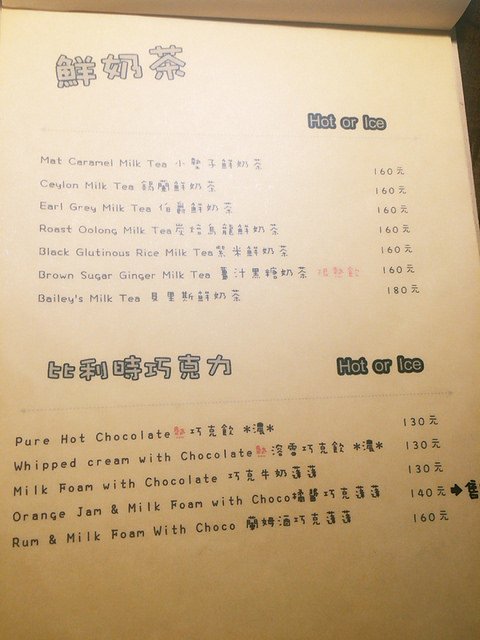 鮮奶茶
Hot or Ice
Mat Caramel Milk Tea 小墊子鮮奶茶 160元
Ceylon Milk Tea 錫蘭鮮奶茶 160元
Earl Grey Milk Tea 伯爵鮮奶茶 160元
Roast Oolong Milk Tea 炭焙烏龍鮮奶茶 160元
Black Glutinous Rice Milk Tea 紫米鮮奶茶 160元
Brown Sugar Ginger Milk Tea 薑汁黑糖奶茶 限熱飲 160元
Bailey's Milk Tea 貝里斯鮮奶茶 180元
比利時巧克力 Hot or Ice
Pure Hot Chocolate 熱巧克飲 *濃* 130元
Whipped cream with Chocolate 熱溶雪巧克飲 *濃* 130元
Milk Foam with Chocolate 巧克牛奶蓬蓬 130元
Orange Jam & Milk Foam with Choco 橘醬巧克蓬蓬 140元 ➜售
Rum & Milk Foam With Choco 蘭姆酒巧克蓬蓬 160元